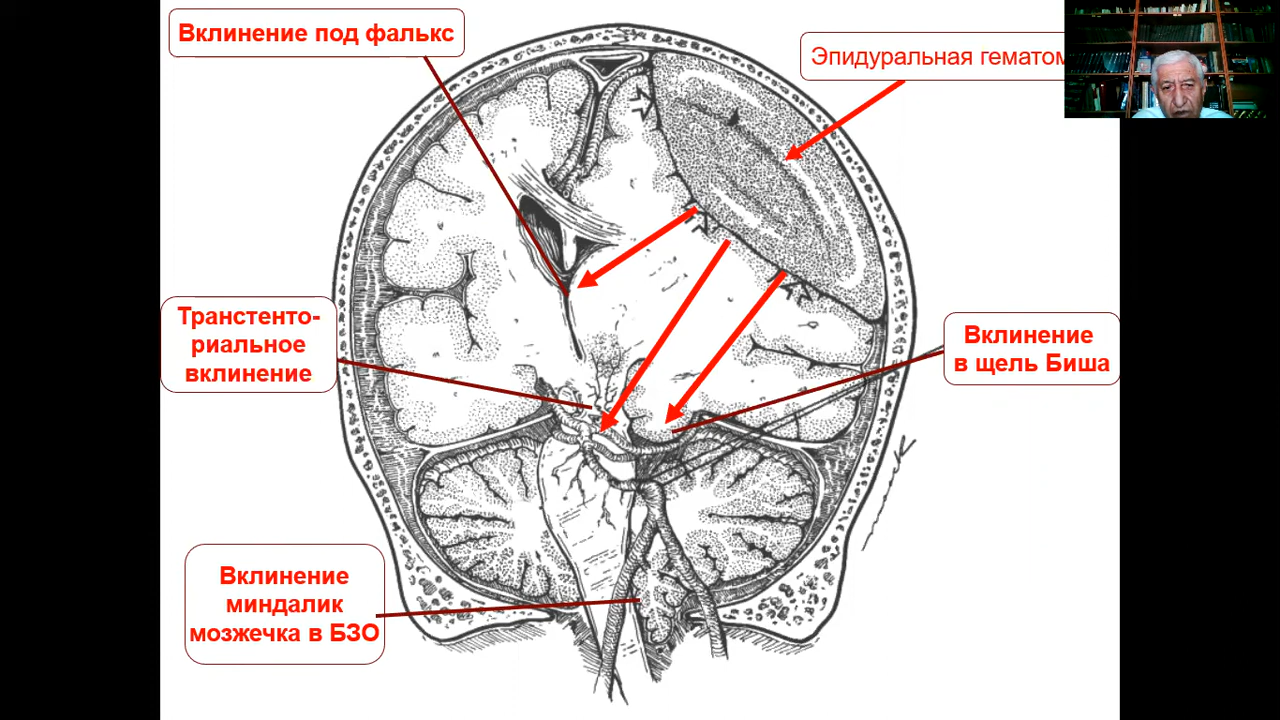 Вклинение под фалькс
Эпидуральная гематом
Транстенто-
риальное
вклинение
Вклинение
в щель Биша
Вклинение
миндалик
мозжечка в БЗО